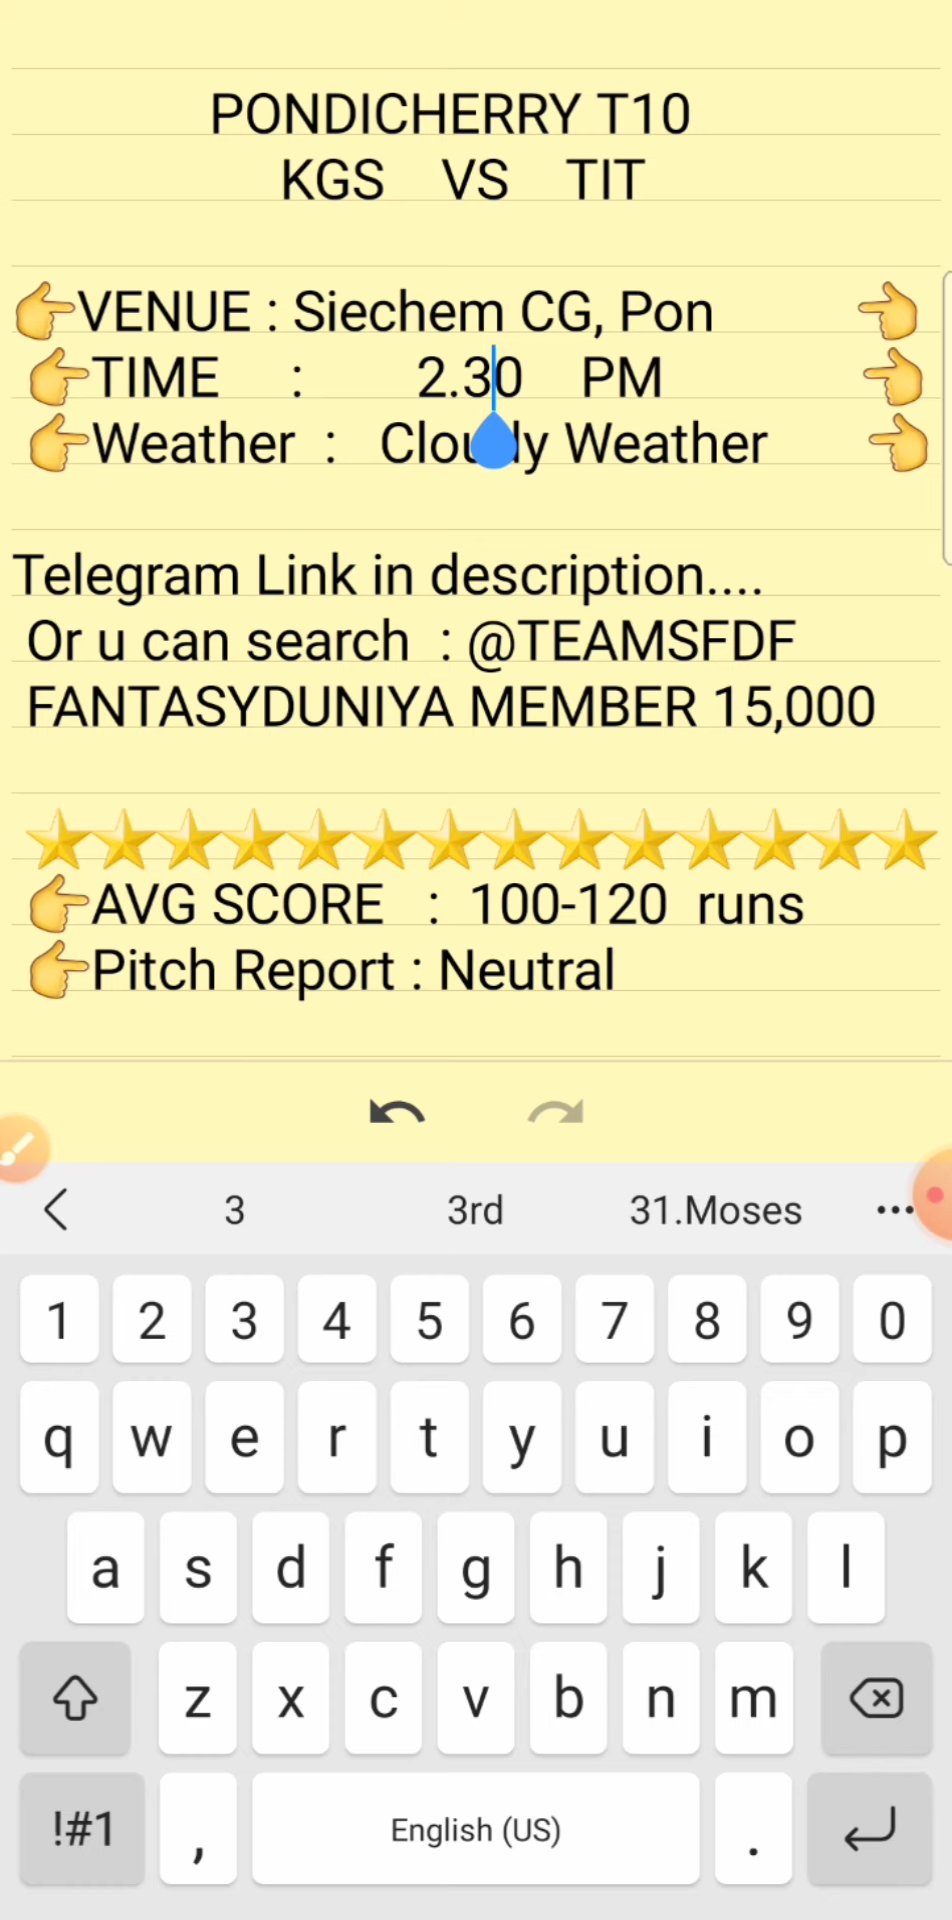 PONDICHERRY T10
KGS VS TIT
👉VENUE : Siechem CG, Pon 👈
👉TIME : 2.30 PM 👈
👉Weather : Cloudy Weather 👈
Telegram Link in description....
Or u can search : @TEAMSFDF
FANTASYDUNIYA MEMBER 15,000
⭐⭐⭐⭐⭐⭐⭐⭐⭐⭐⭐⭐⭐⭐
👉AVG SCORE : 100-120 runs
👉Pitch Report : Neutral
3 3rd 31.Moses ...
1 2 3 4 5 6 7 8 9 0
q w e r t y u i o p
a s d f g h j k l
z x c v b n m
!#1 , English (US) .